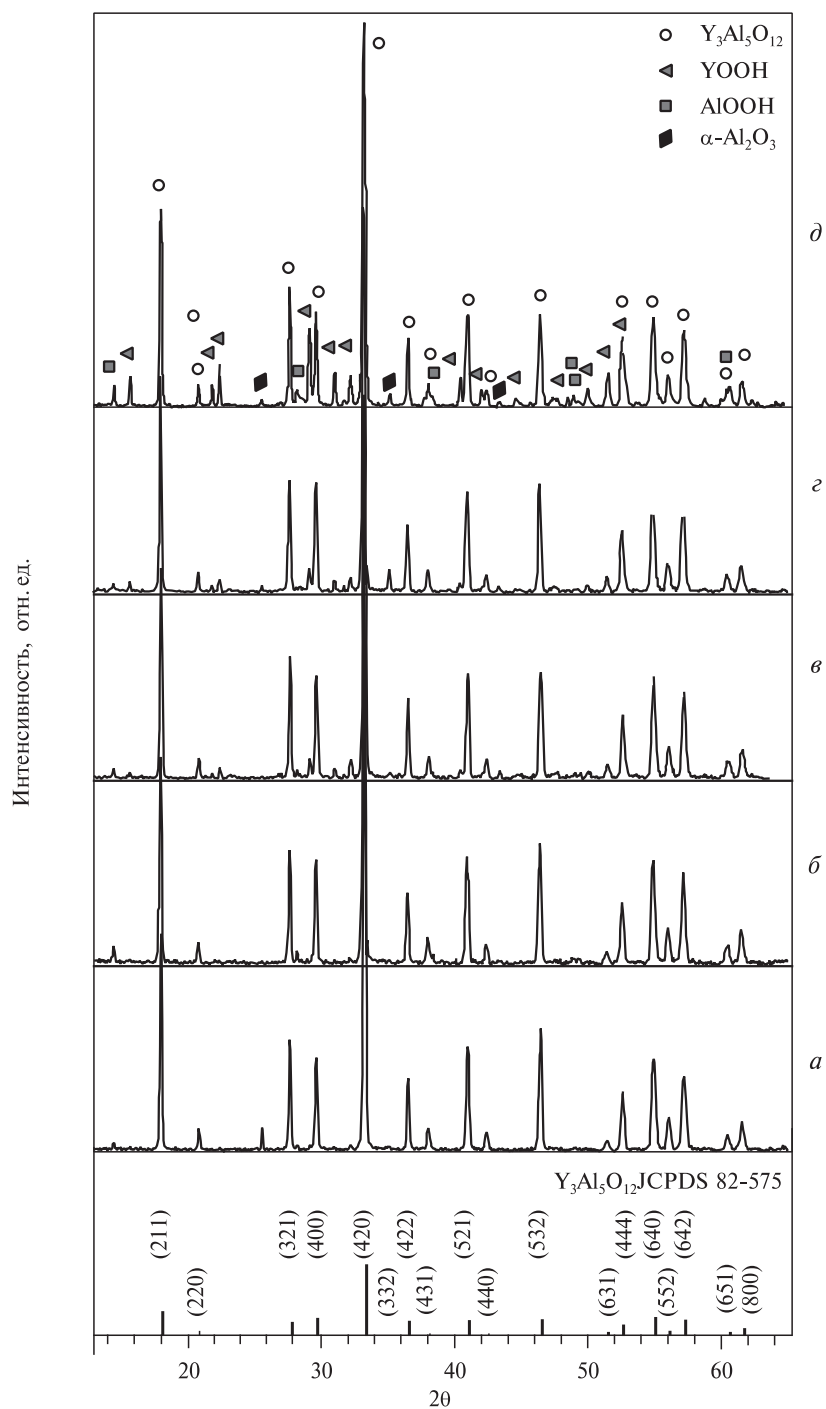 Y₃Al₅O₁₂
YOOH
AlOOH
α-Al₂O₃
д
г
в
б
а
Интенсивность, отн. ед.
Y₃Al₅O₁₂JCPDS 82-575
(211)
(220)
(321)
(400)
(420)
(332)
(422)
(431)
(521)
(440)
(532)
(631)
(444)
(640)
(552)
(642)
(651)
(800)
20 30 40 50 60
2θ